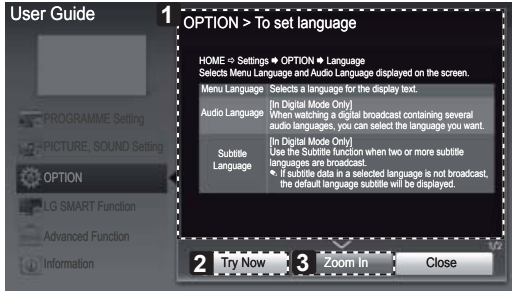 User Guide
1
OPTION > To set language
HOME ⇨ Settings ➡ OPTION ➡ Language
Selects Menu Language and Audio Language displayed on the screen.
Menu Language Selects a language for the display text.
Audio Language [In Digital Mode Only]
When watching a digital broadcast containing several
audio languages, you can select the language you want.
Subtitle
Language
[In Digital Mode Only]
Use the Subtitle function when two or more subtitle
languages are broadcast.
✎ If subtitle data in a selected language is not broadcast,
the default language subtitle will be displayed.
PROGRAMME Setting
PICTURE, SOUND Setting
OPTION
LG SMART Function
Advanced Function
Information
1/2
2 Try Now
3 Zoom In
Close